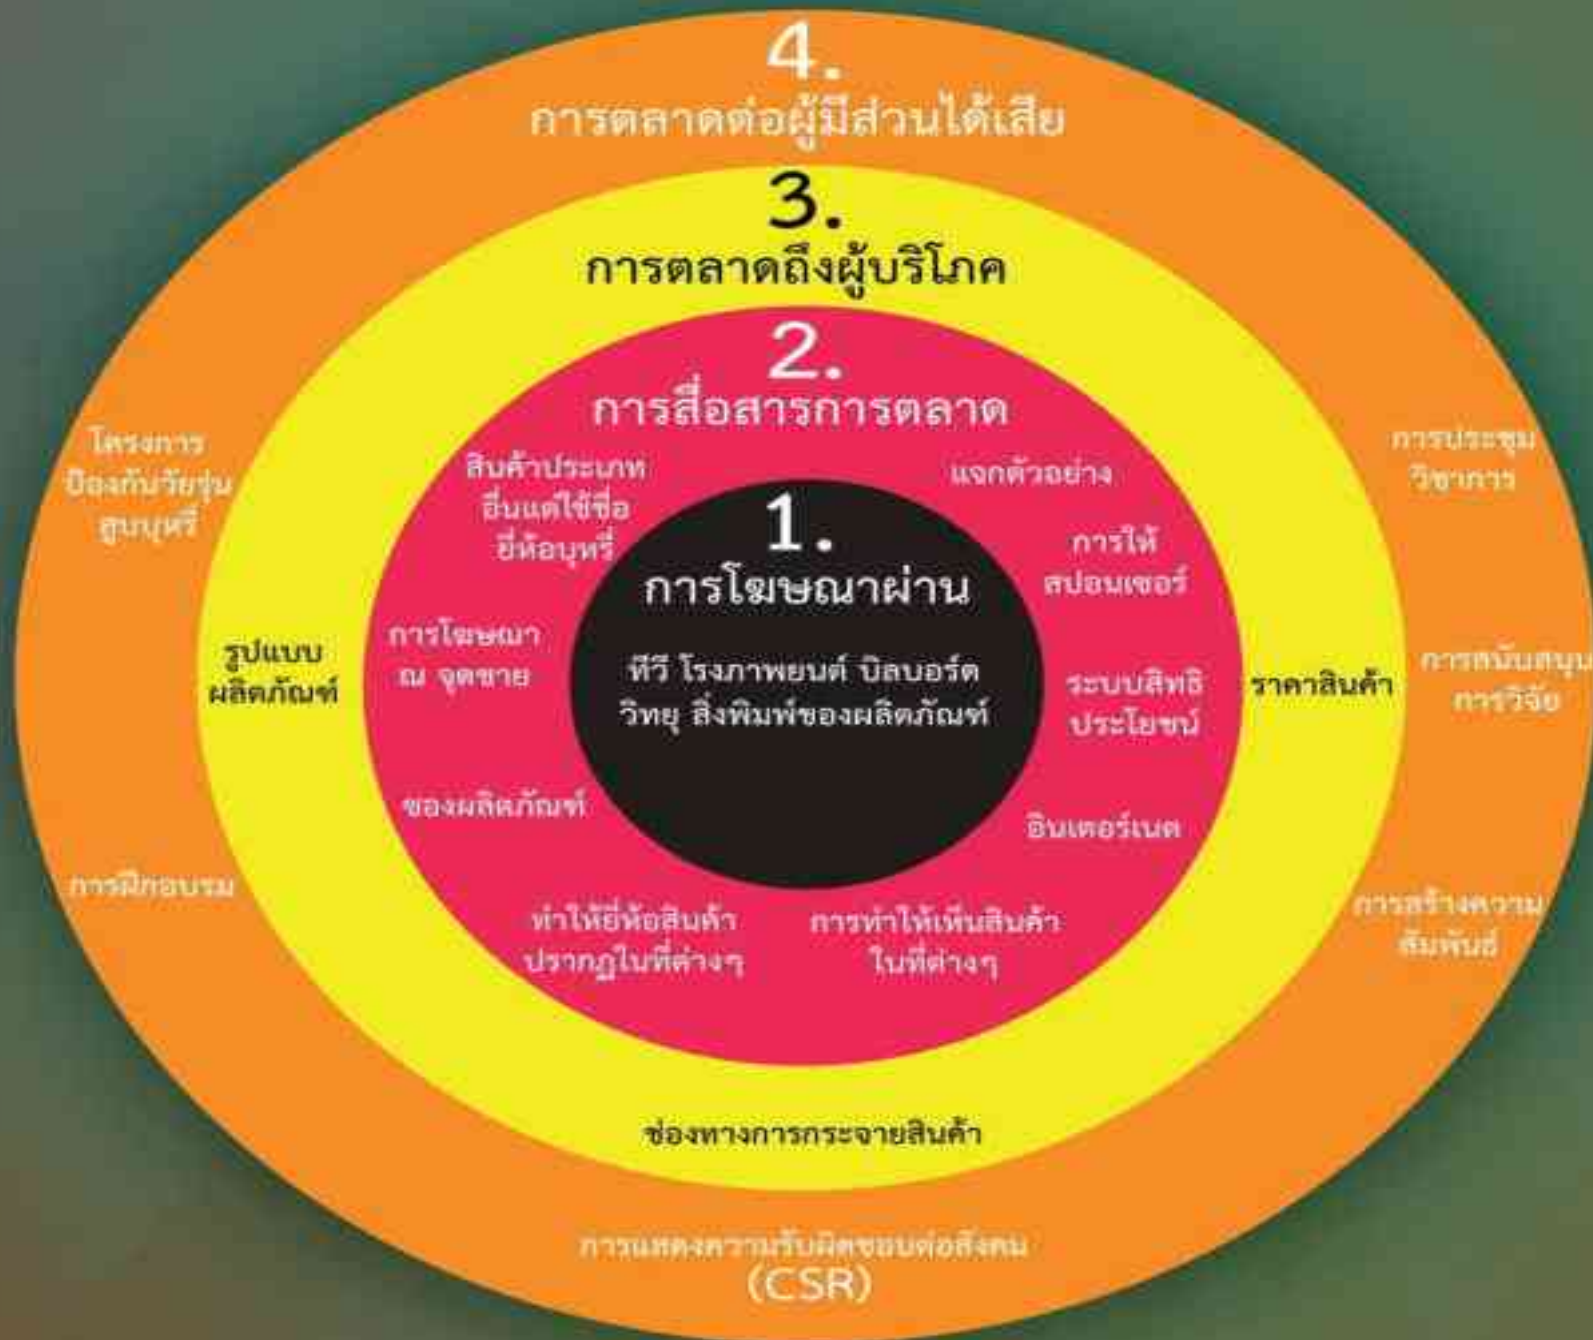 4.
การตลาดต่อผู้มีส่วนได้เสีย
3.
การตลาดถึงผู้บริโภค
2.
การสื่อสารการตลาด
สินค้าประเภท
อื่นแต่ใช้ชื่อ
ยี่ห้อบุหรี่
แจกตัวอย่าง
1.
การโฆษณาผ่าน
ทีวี โรงภาพยนต์ บิลบอร์ด
วิทยุ สิ่งพิมพ์ของผลิตภัณฑ์
การให้
สปอนเซอร์
โครงการ
ป้องกันวัยรุ่น
สูบบุหรี่
การประชุม
วิชาการ
รูปแบบ
ผลิตภัณฑ์
การโฆษณา
ณ จุดขาย
ระบบสิทธิ
ประโยชน์
ราคาสินค้า
การสนับสนุน
การวิจัย
ของผลิตภัณฑ์
อินเตอร์เนต
การฝึกอบรม
ทำให้ยี่ห้อสินค้า
ปรากฏในที่ต่างๆ
การทำให้เห็นสินค้า
ในที่ต่างๆ
การสร้างความ
สัมพันธ์
ช่องทางการกระจายสินค้า
การแสดงความรับผิดชอบต่อสังคม
(CSR)